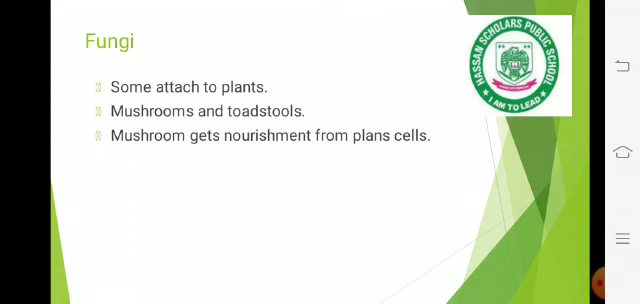 Fungi
HASSAN SCHOLARS PUBLIC SCHOOL
I AM TO LEAD
Some attach to plants.
Mushrooms and toadstools.
Mushroom gets nourishment from plans cells.